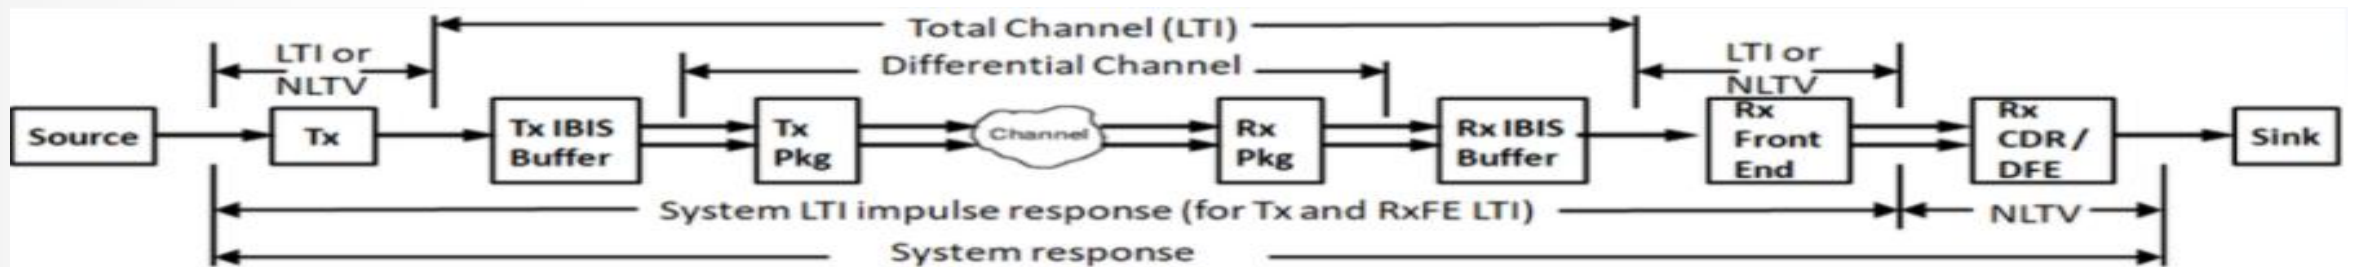 Total Channel (LTI)
LTI or
NLTV
Differential Channel
LTI or
NLTV
Source
Tx
Tx IBIS
Buffer
Tx
Pkg
Channel
Rx
Pkg
Rx IBIS
Buffer
Rx
Front
End
Rx
CDR /
DFE
Sink
System LTI impulse response (for Tx and RxFE LTI)
NLTV
System response